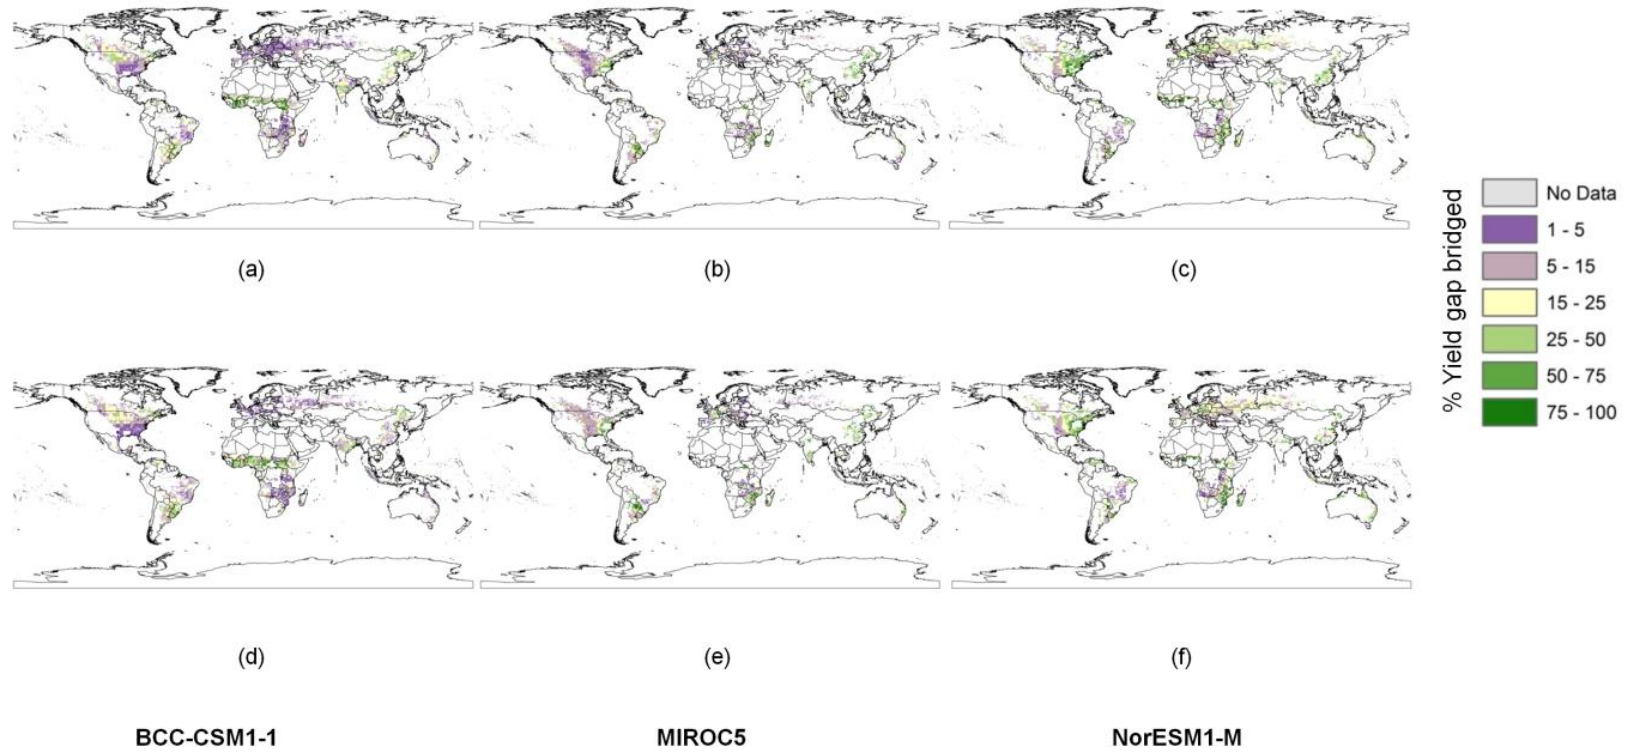 (a)
(b)
(c)
% Yield gap bridged
No Data
1 - 5
5 - 15
15 - 25
25 - 50
50 - 75
75 - 100
(d)
(e)
(f)
BCC-CSM1-1
MIROC5
NorESM1-M